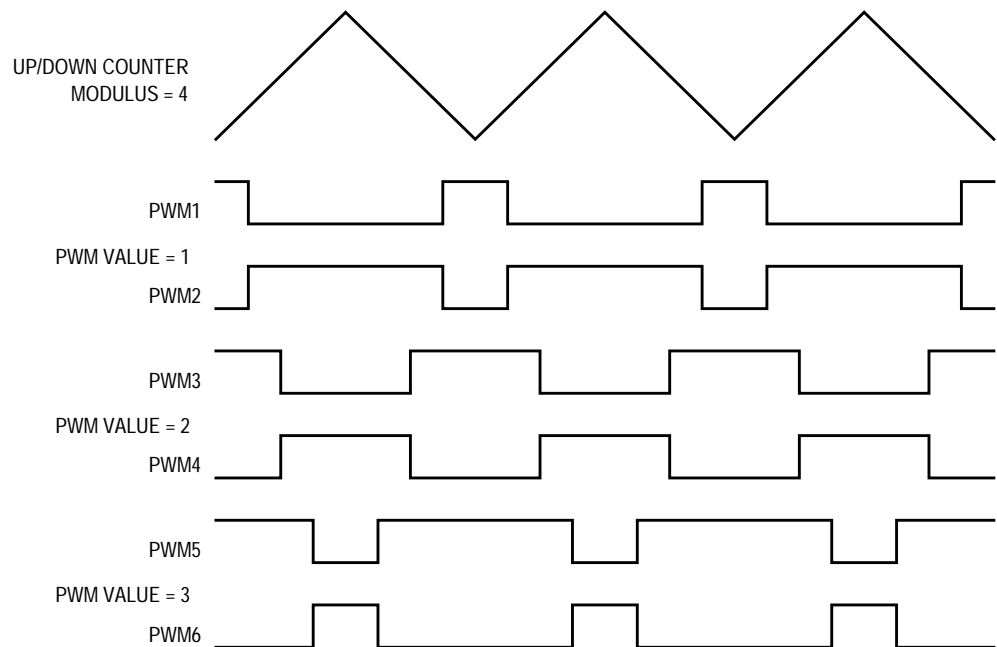 UP/DOWN COUNTER
MODULUS = 4
PWM1
PWM VALUE = 1
PWM2
PWM3
PWM VALUE = 2
PWM4
PWM5
PWM VALUE = 3
PWM6